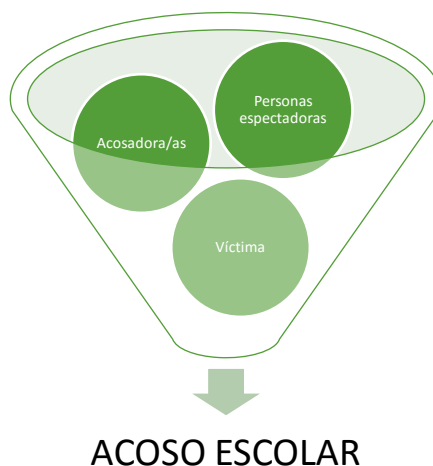 Personas
espectadoras
Acosadora/as
Víctima
ACOSO ESCOLAR